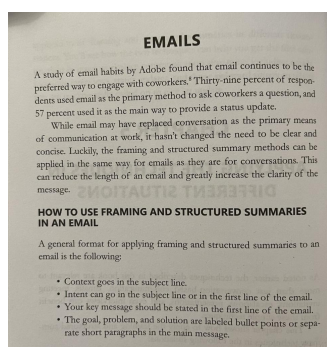 EMAILS
A study of email habits by Adobe found that email continues to be the
preferred way to engage with coworkers.⁸ Thirty-nine percent of respon-
dents used email as the primary method to ask coworkers a question, and
57 percent used it as the main way to provide a status update.
While email may have replaced conversation as the primary means
of communication at work, it hasn't changed the need to be clear and
concise. Luckily, the framing and structured summary methods can be
applied in the same way for emails as they are for conversations. This
can reduce the length of an email and greatly increase the clarity of the
message.
HOW TO USE FRAMING AND STRUCTURED SUMMARIES
IN AN EMAIL
A general format for applying framing and structured summaries to an
email is the following:
• Context goes in the subject line.
• Intent can go in the subject line or in the first line of the email.
• Your key message should be stated in the first line of the email.
• The goal, problem, and solution are labeled bullet points or sepa-
rate short paragraphs in the main message.